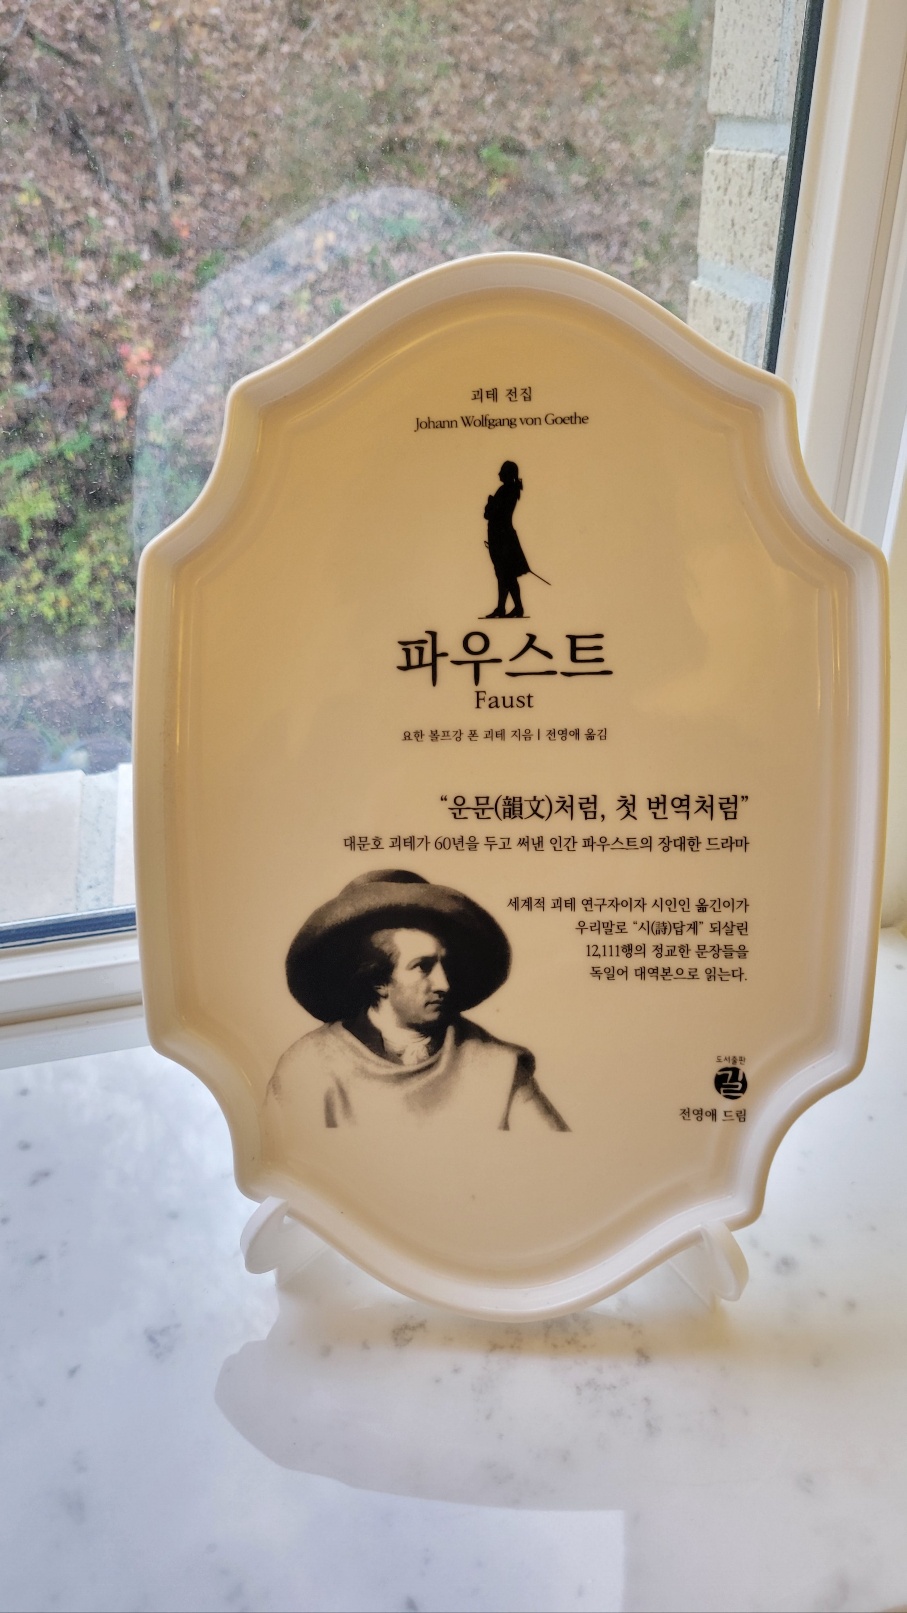 괴테 전집
Johann Wolfgang von Goethe
파우스트
Faust
요한 볼프강 폰 괴테 지음 | 전영애 옮김
“운문(韻文)처럼, 첫 번역처럼”
대문호 괴테가 60년을 두고 써낸 인간 파우스트의 장대한 드라마
세계적 괴테 연구자이자 시인인 옮긴이가
우리말로 “시(詩)답게” 되살린
12,111행의 정교한 문장들을
독일어 대역본으로 읽는다.
도서출판
길
전영애 드림